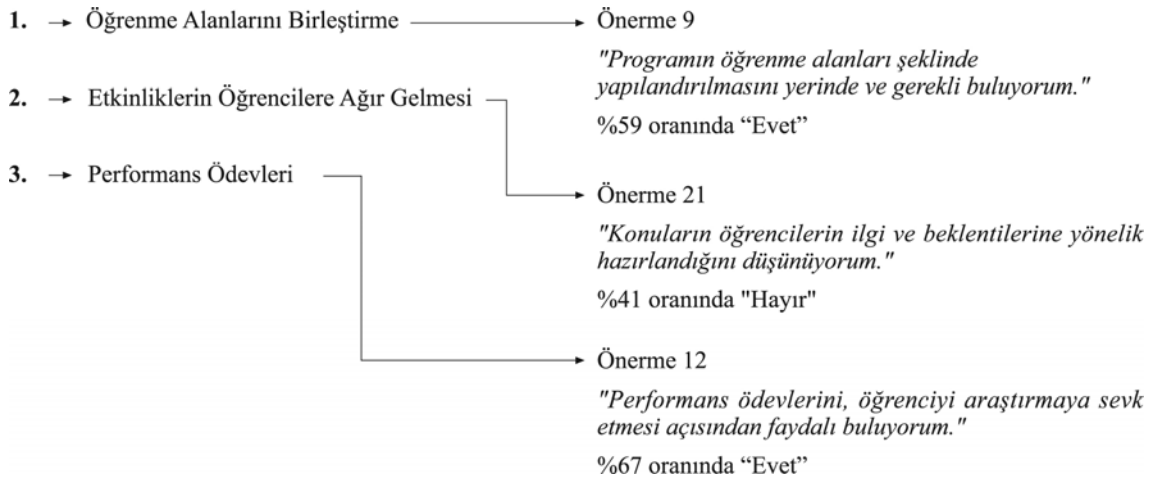 1. → Öğrenme Alanlarını Birleştirme → Önerme 9
"Programın öğrenme alanları şeklinde
yapılandırılmasını yerinde ve gerekli buluyorum."
%59 oranında “Evet”
2. → Etkinliklerin Öğrencilere Ağır Gelmesi
3. → Performans Ödevleri
Önerme 21
"Konuların öğrencilerin ilgi ve beklentilerine yönelik
hazırlandığını düşünüyorum."
%41 oranında "Hayır"
Önerme 12
"Performans ödevlerini, öğrenciyi araştırmaya sevk
etmesi açısından faydalı buluyorum."
%67 oranında “Evet”